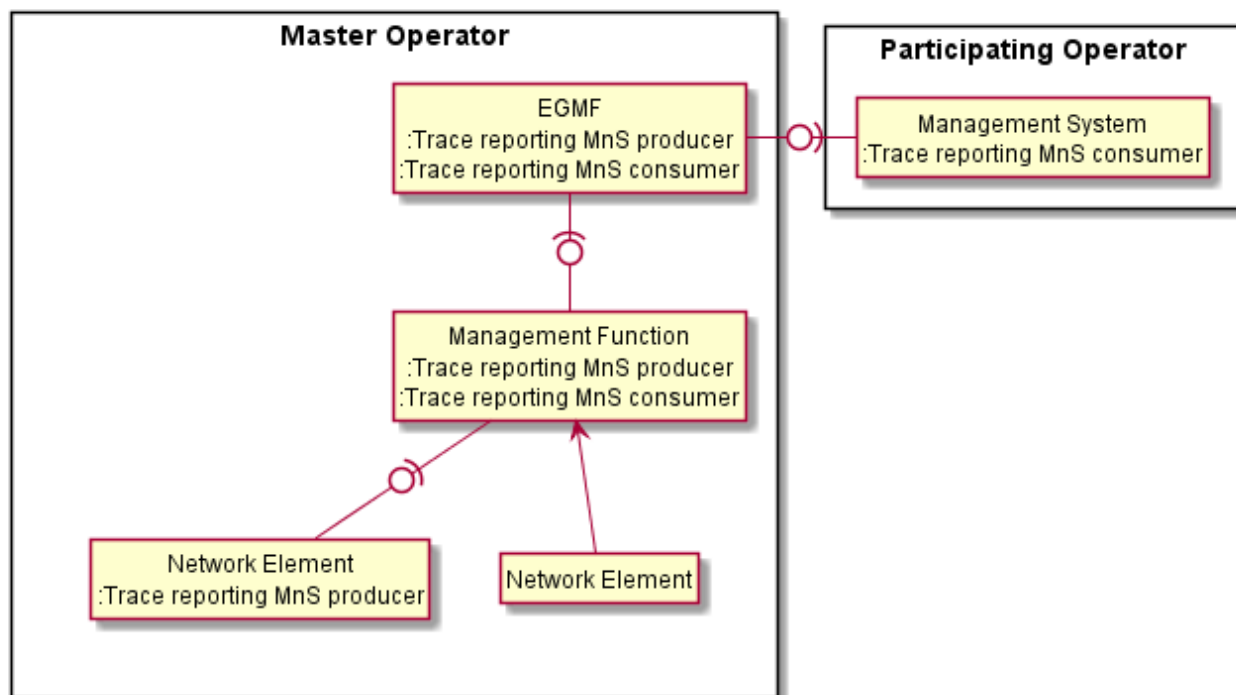 Master Operator
EGMF
:Trace reporting MnS producer
:Trace reporting MnS consumer
Participating Operator
Management System
:Trace reporting MnS consumer
Management Function
:Trace reporting MnS producer
:Trace reporting MnS consumer
Network Element
:Trace reporting MnS producer
Network Element